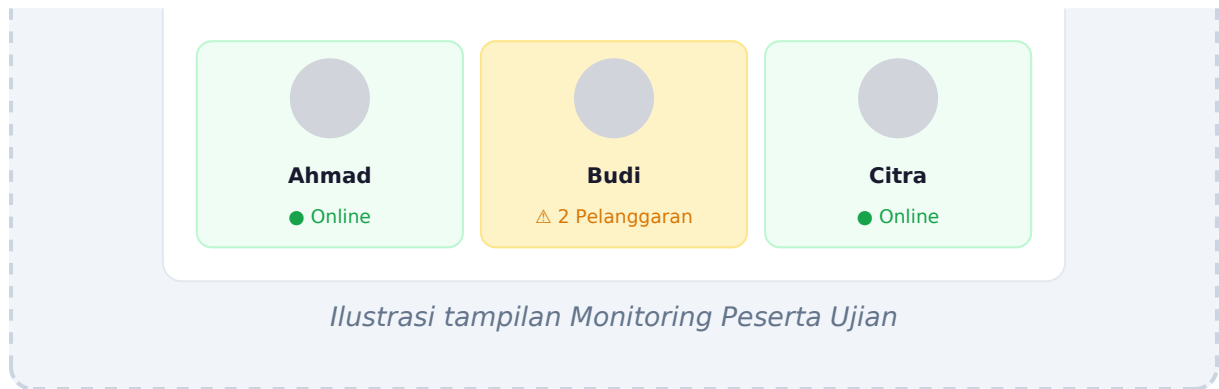 Ahmad
● Online
Budi
⚠ 2 Pelanggaran
Citra
● Online
Ilustrasi tampilan Monitoring Peserta Ujian